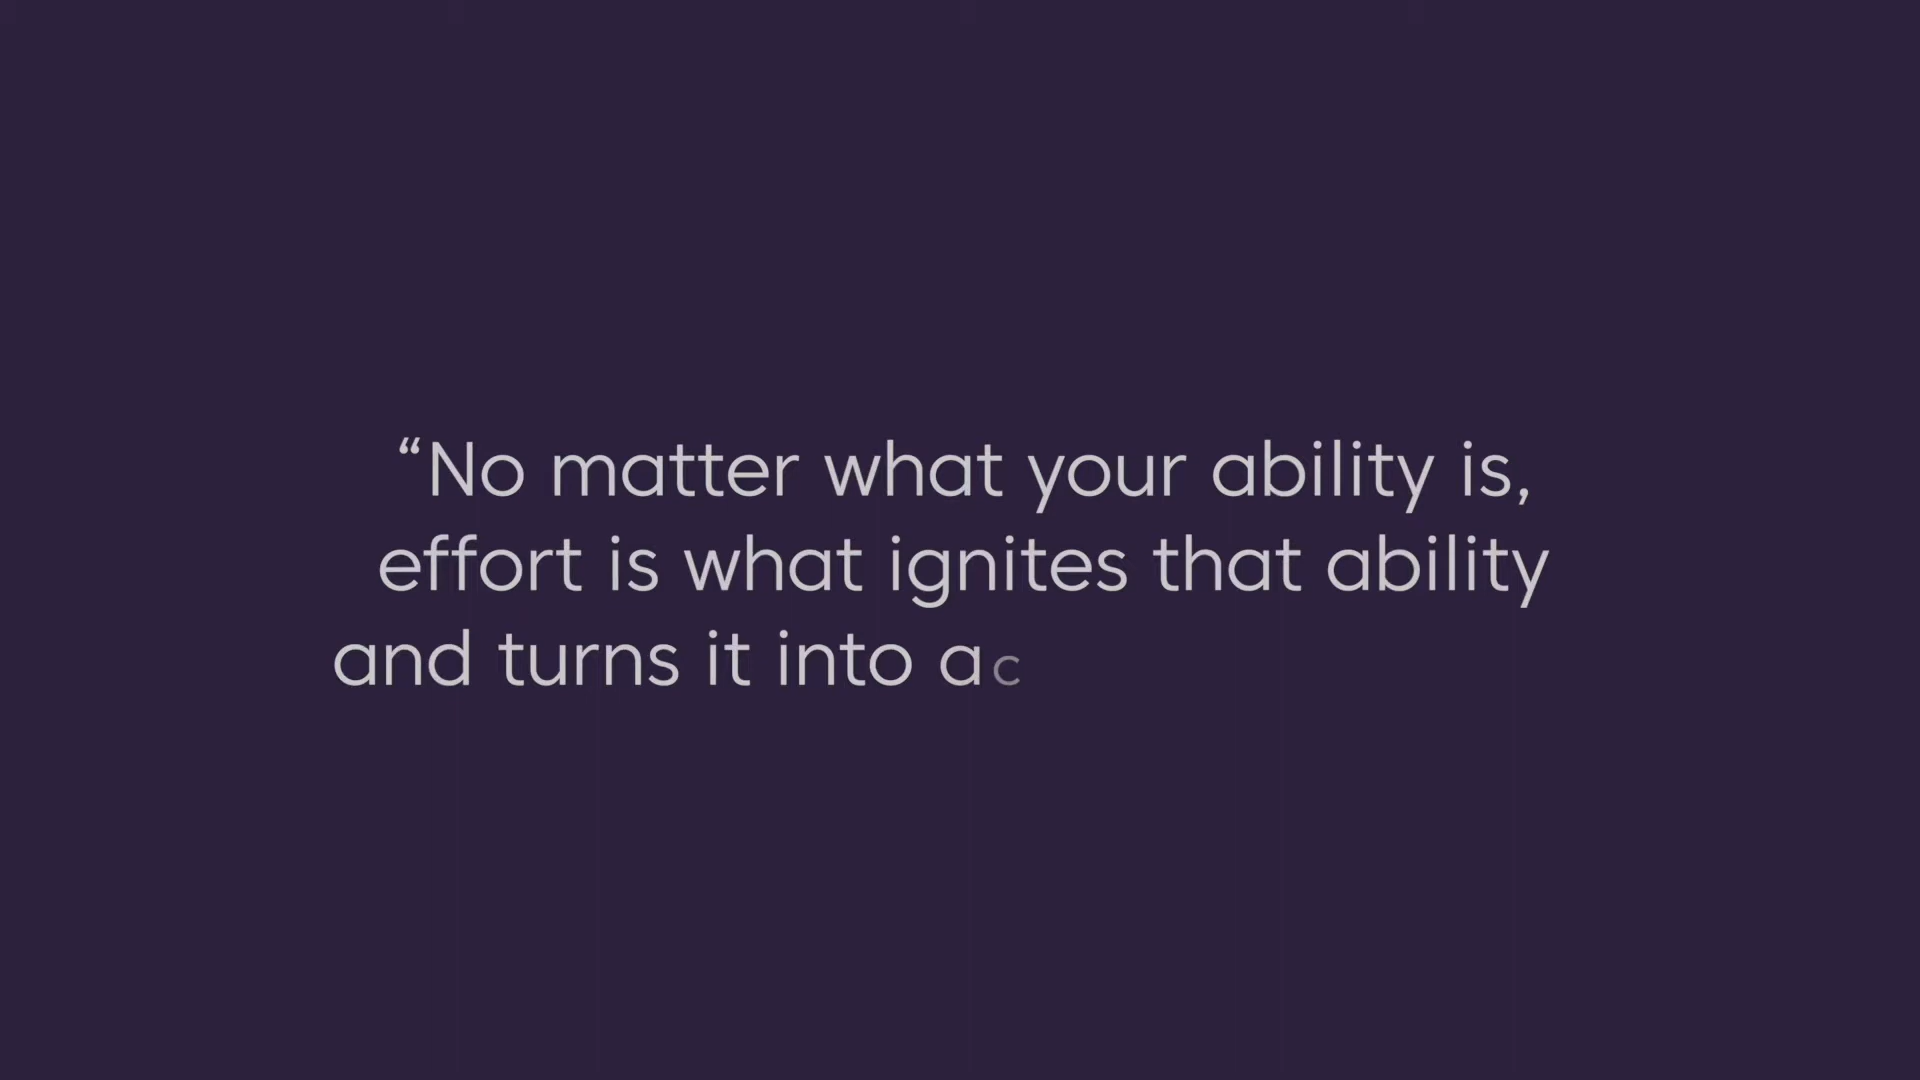 “No matter what your ability is,
effort is what ignites that ability
and turns it into ac